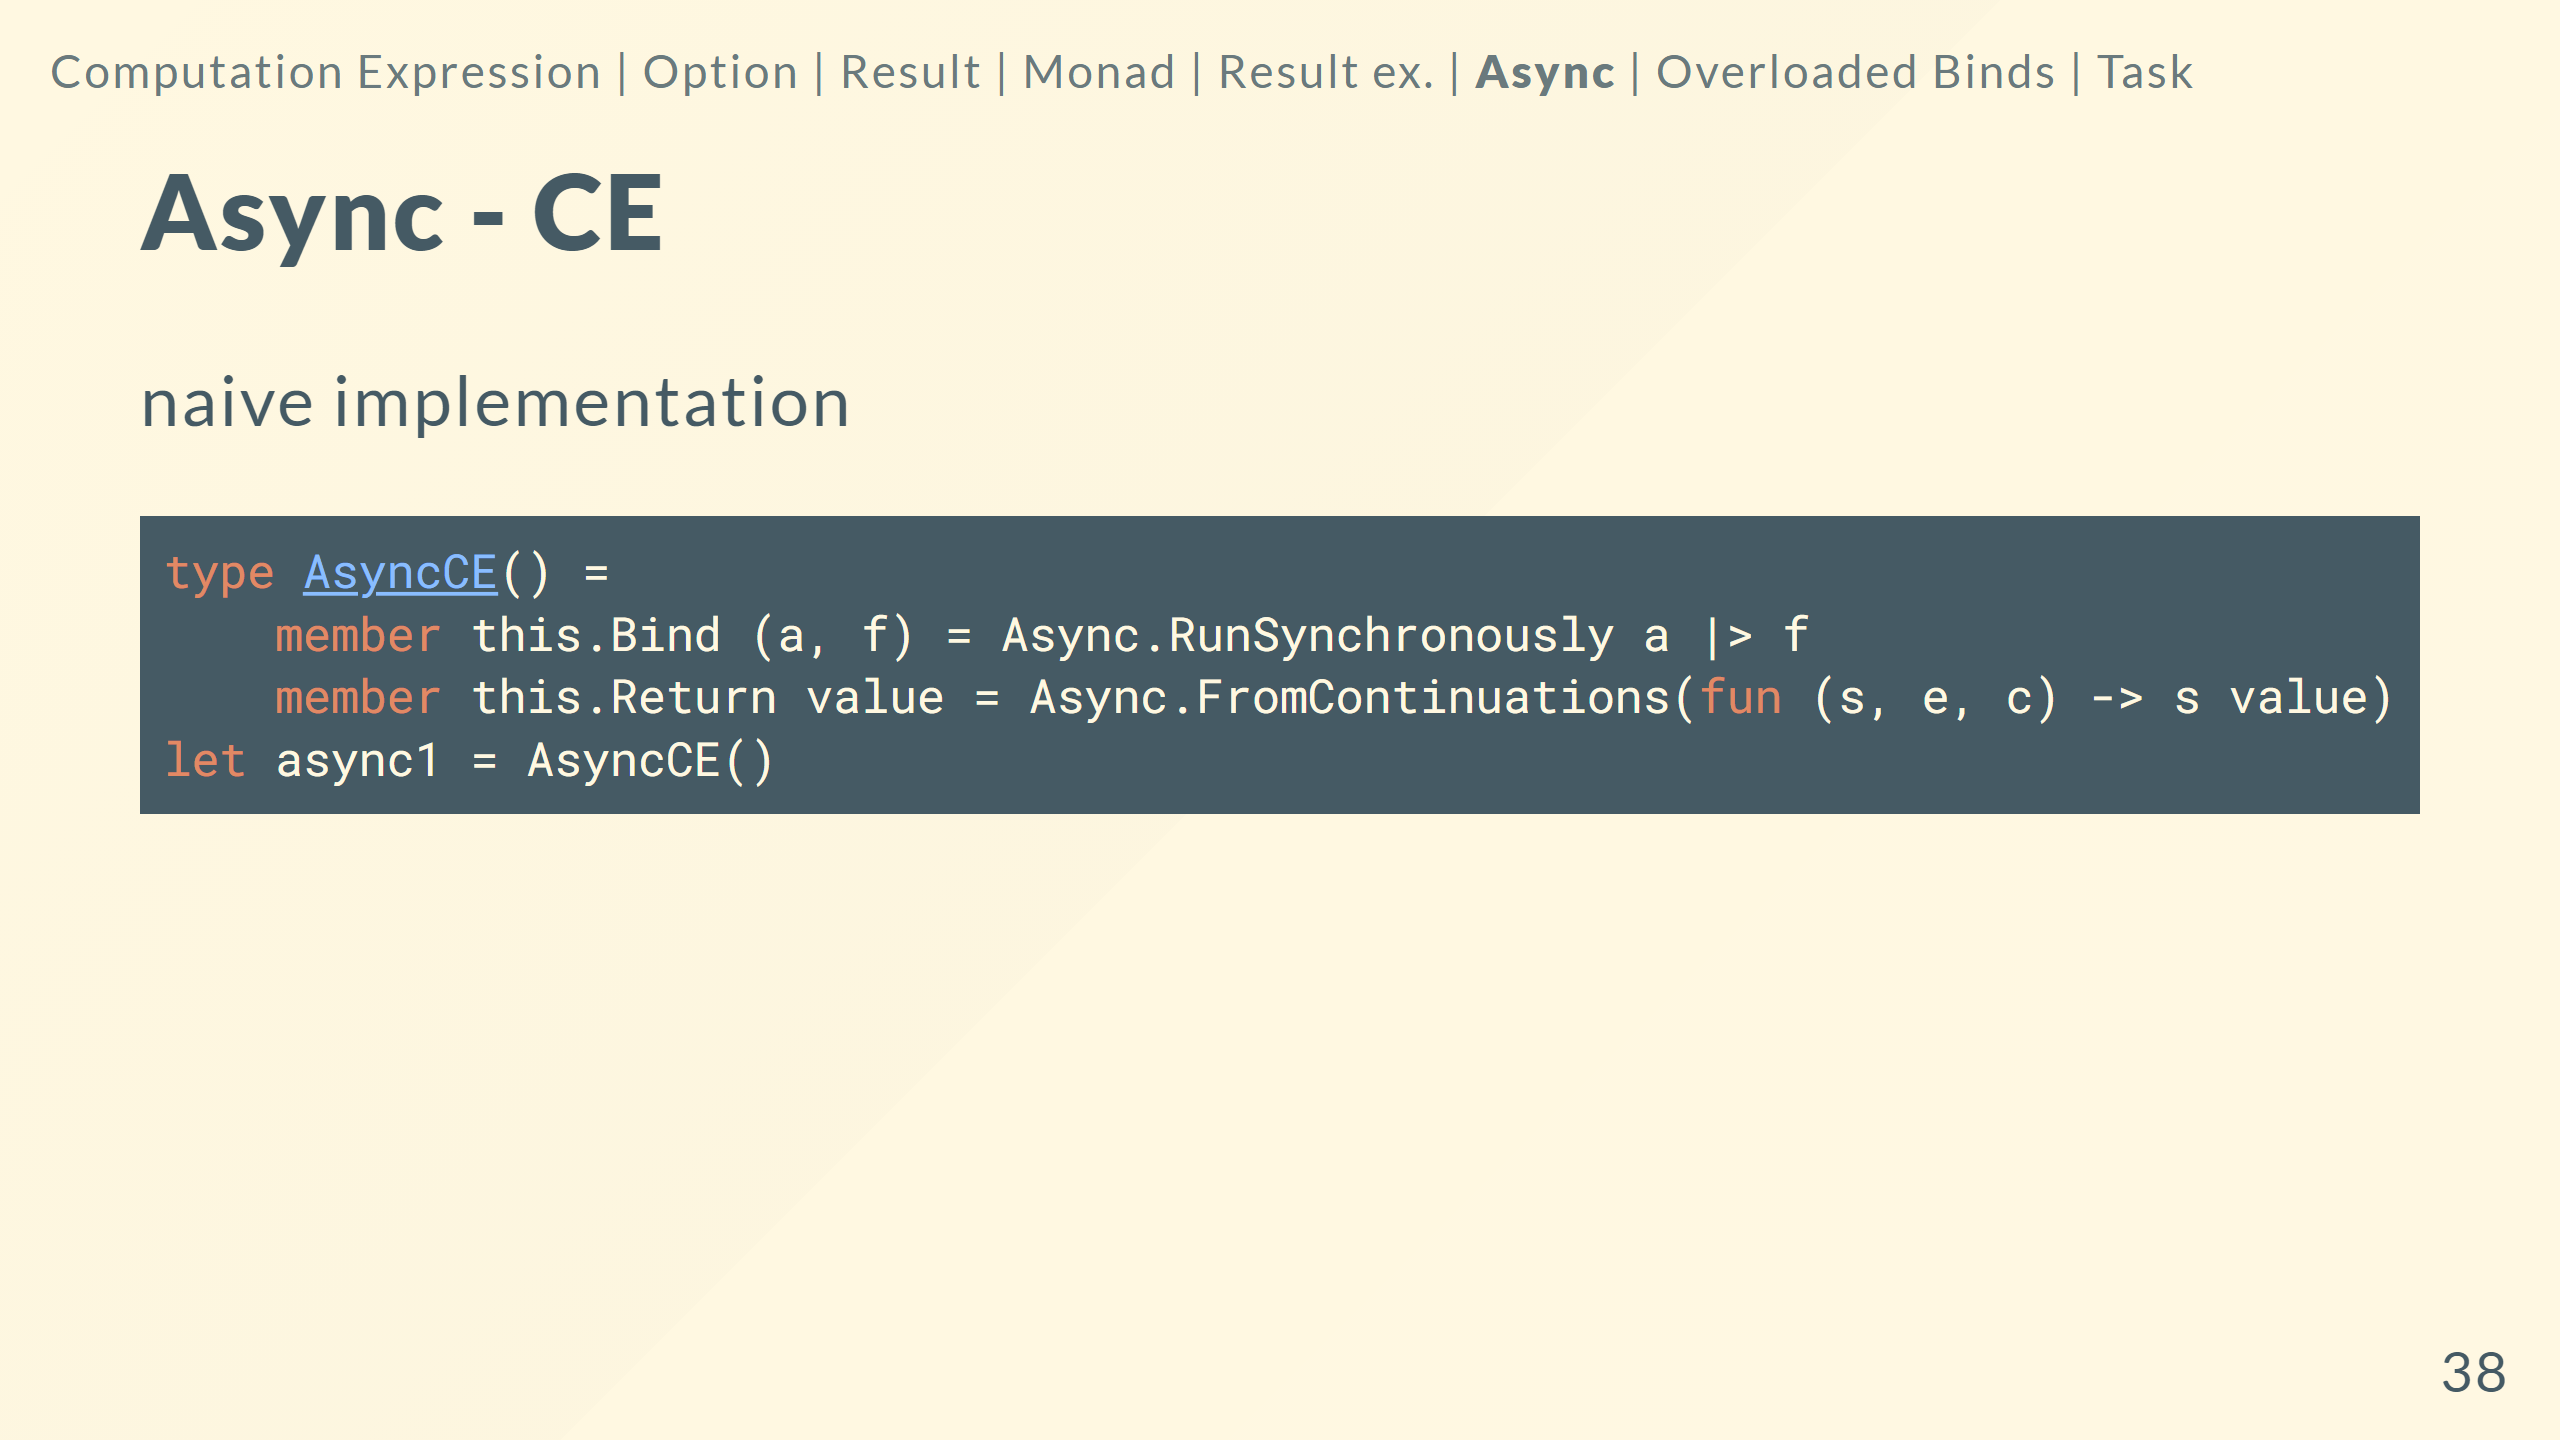 Computation Expression | Option | Result | Monad | Result ex. | Async | Overloaded Binds | Task
Async - CE
naive implementation
type AsyncCE() =
    member this.Bind (a, f) = Async.RunSynchronously a |> f
    member this.Return value = Async.FromContinuations(fun (s, e, c) -> s value)
let async1 = AsyncCE()
38